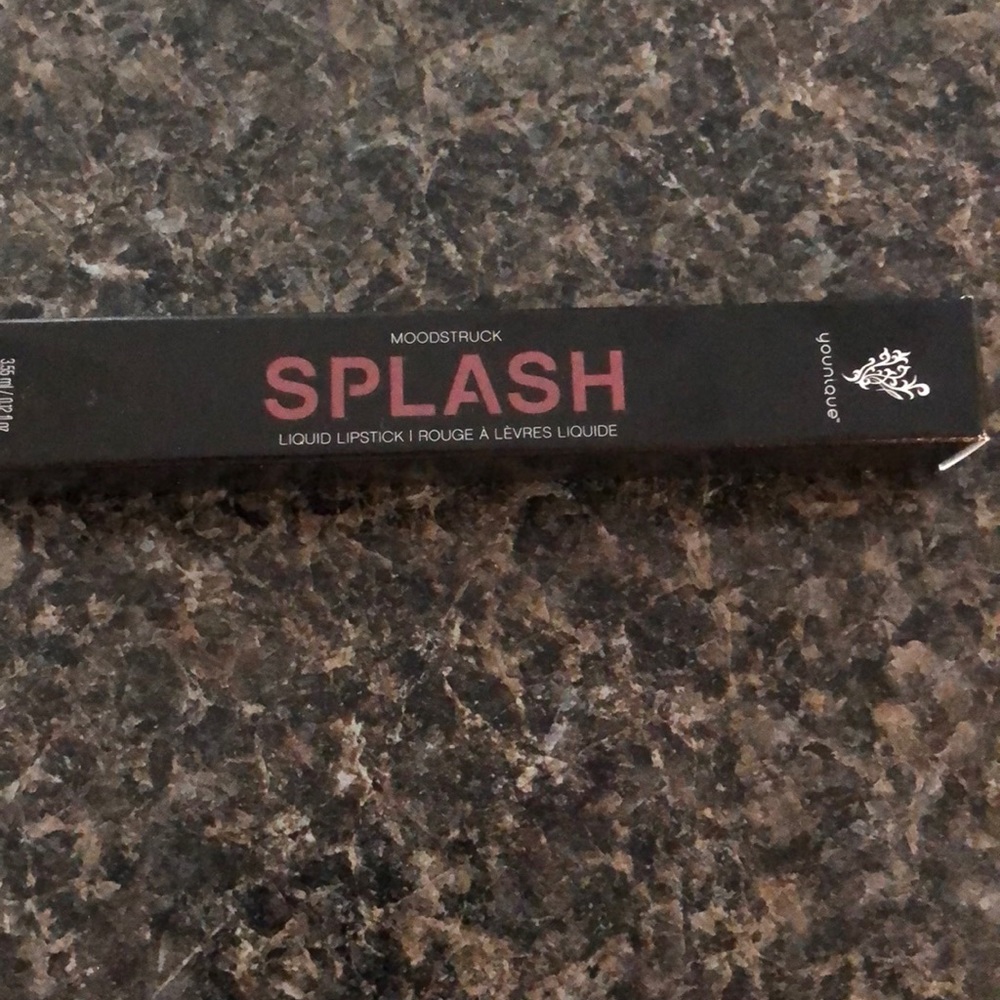 MOODSTRUCK
SPLASH
LIQUID LIPSTICK | ROUGE À LÈVRES LIQUIDE
younique®